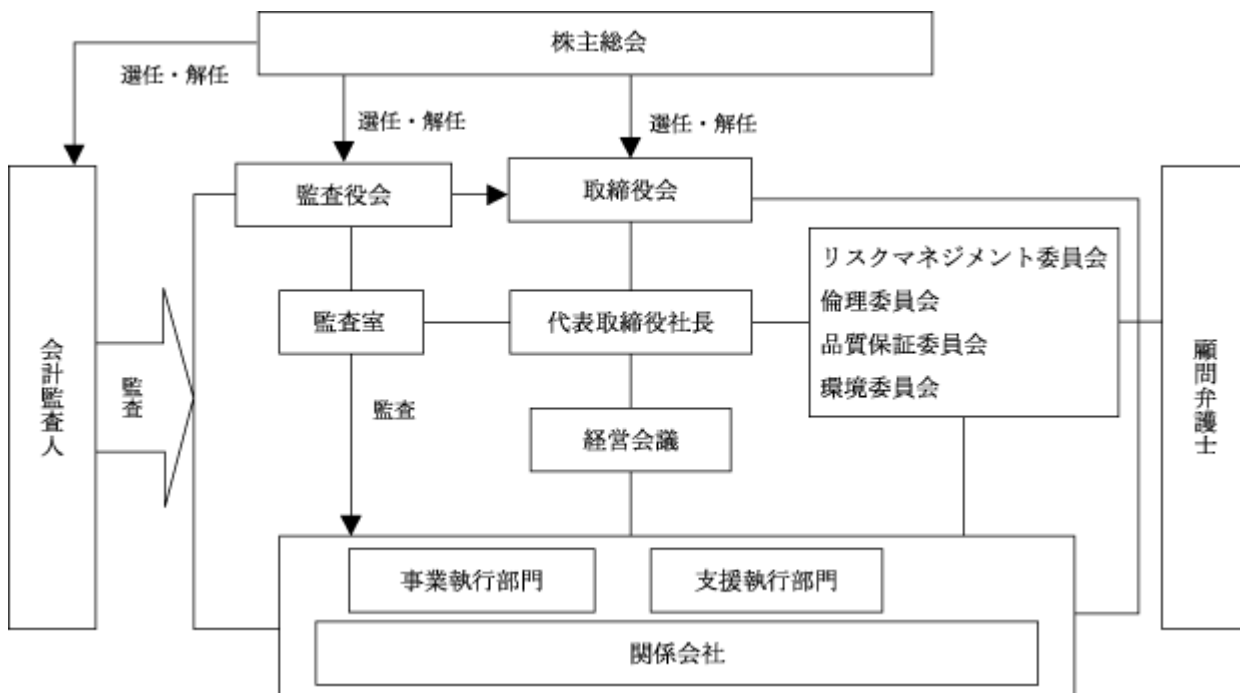 株主総会
選任・解任
選任・解任
選任・解任
監査役会
取締役会
リスクマネジメント委員会
倫理委員会
品質保証委員会
環境委員会
監査室
代表取締役社長
会計監査人
監査
顧問弁護士
監査
経営会議
事業執行部門
支援執行部門
関係会社